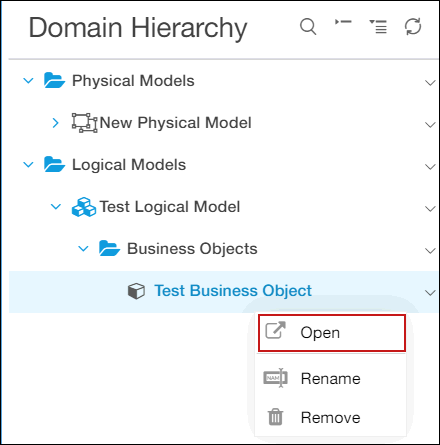 Domain Hierarchy
Physical Models
New Physical Model
Logical Models
Test Logical Model
Business Objects
Test Business Object
Open
NAM
Rename
Remove